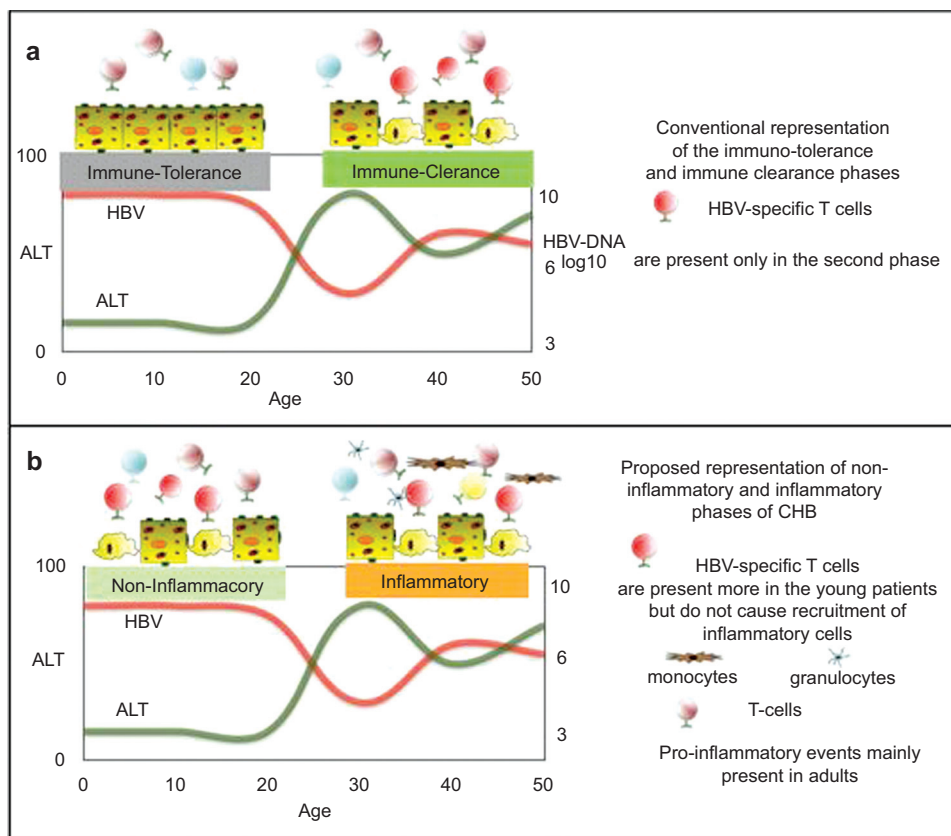 a
Immune-Tolerance
Immune-Clerance
100
HBV
10
ALT
HBV-DNA
6 log10
ALT
0
3
0 10 20 30 40 50
Age
Conventional representation
of the immuno-tolerance
and immune clearance phases
HBV-specific T cells
are present only in the second phase
b
100
Non-Inflammacory
Inflammatory
10
HBV
ALT
6
ALT
3
0
0 10 20 30 40 50
Age
Proposed representation of non-
inflammatory and inflammatory
phases of CHB
HBV-specific T cells
are present more in the young patients
but do not cause recruitment of
inflammatory cells
monocytes granulocytes
T-cells
Pro-inflammatory events mainly
present in adults